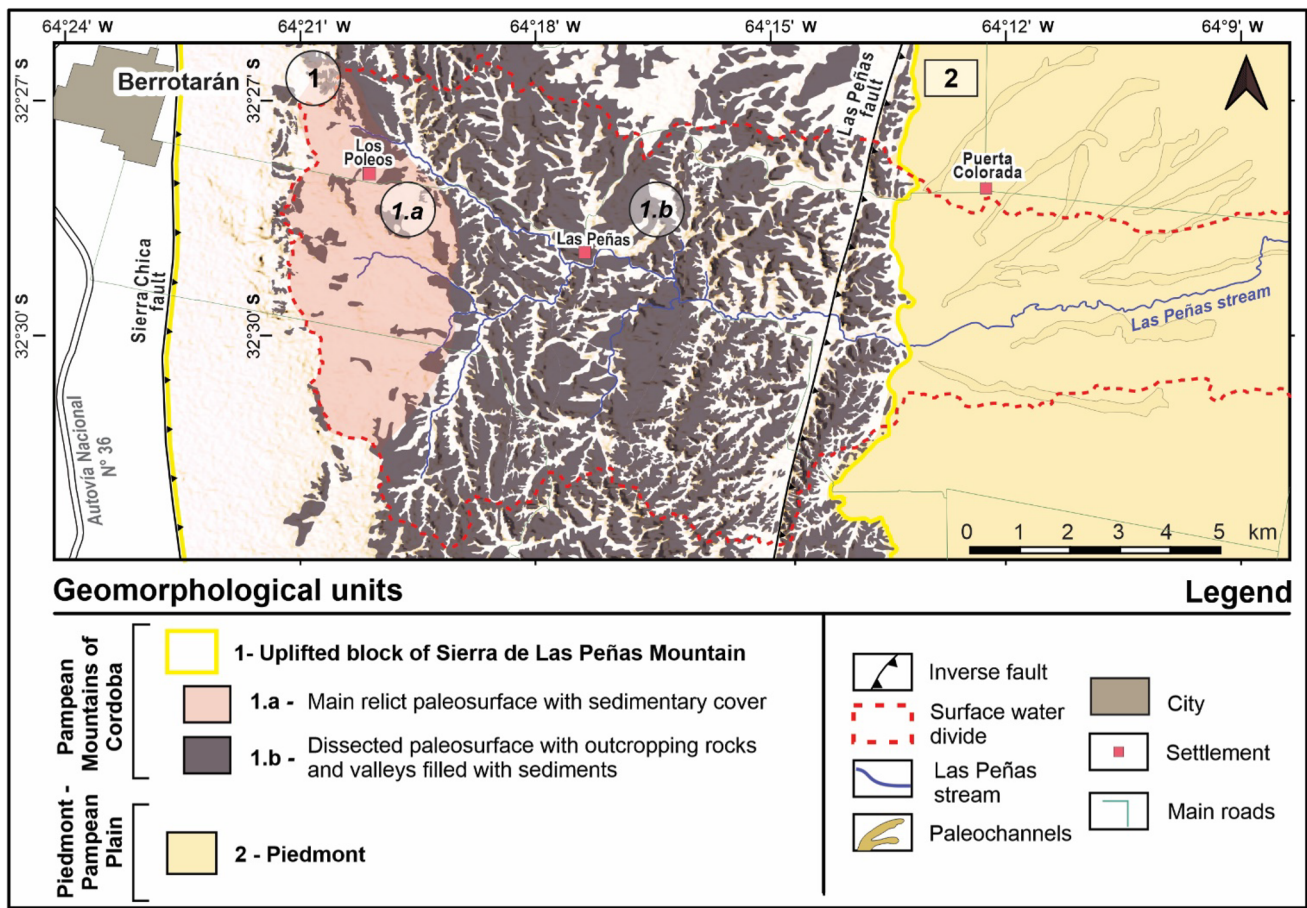 64°24' W
64°21' W
64°18' W
64°15' W
64°12' W
64°9' W
Berrotarán
32°27' S
32°27' S
1
2
Las Peñas
fault
Los
Poleos
Puerta
Colorada
1.a
1.b
Las Peñas
Sierra Chica
fault
32°30' S
32°30' S
Las Peñas stream
Autovía Nacional
N° 36
0 1 2 3 4 5 km
Geomorphological units
Legend
Pampean
Mountains of
Cordoba
1- Uplifted block of Sierra de Las Peñas Mountain
1.a - Main relict paleosurface with sedimentary cover
1.b - Dissected paleosurface with outcropping rocks
and valleys filled with sediments
Piedmont -
Pampean
Plain
2 - Piedmont
Inverse fault
Surface water
divide
Las Peñas
stream
Paleochannels
City
Settlement
Main roads